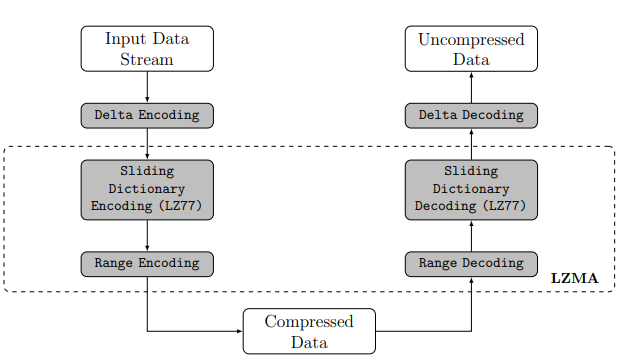 Input Data
Stream
Delta Encoding
Sliding
Dictionary
Encoding (LZ77)
Range Encoding
Compressed
Data
Uncompressed
Data
Delta Decoding
Sliding
Dictionary
Decoding (LZ77)
Range Decoding
LZMA